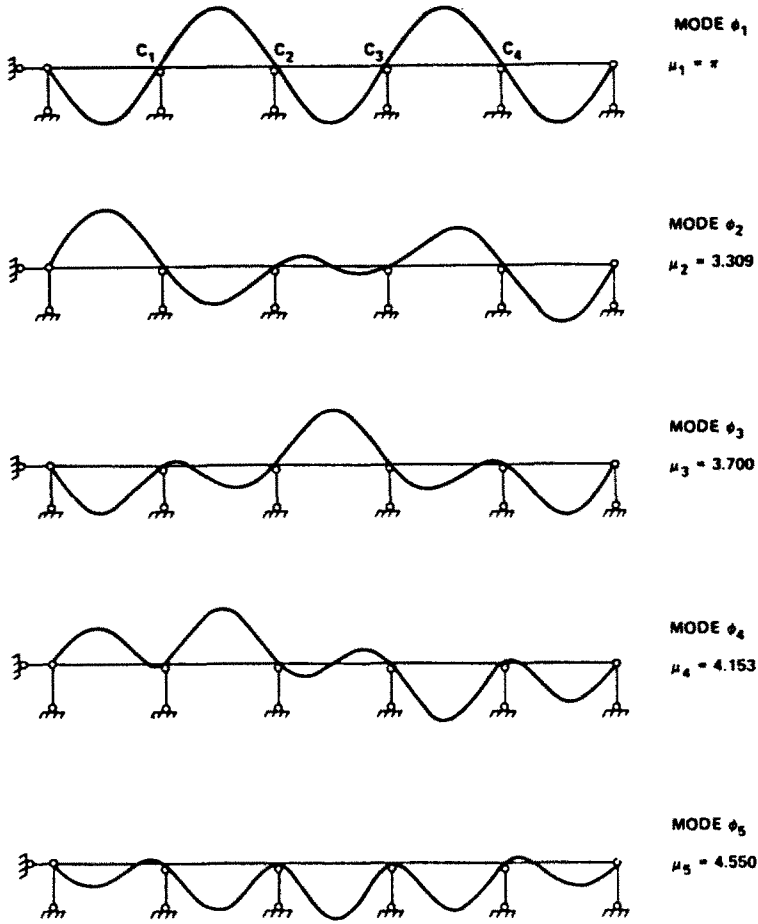 MODE ϕ₁
C₁ C₂ C₃ C₄
μ₁ = π
MODE ϕ₂
μ₂ = 3.309
MODE ϕ₃
μ₃ = 3.700
MODE ϕ₄
μ₄ = 4.153
MODE ϕ₅
μ₅ = 4.550